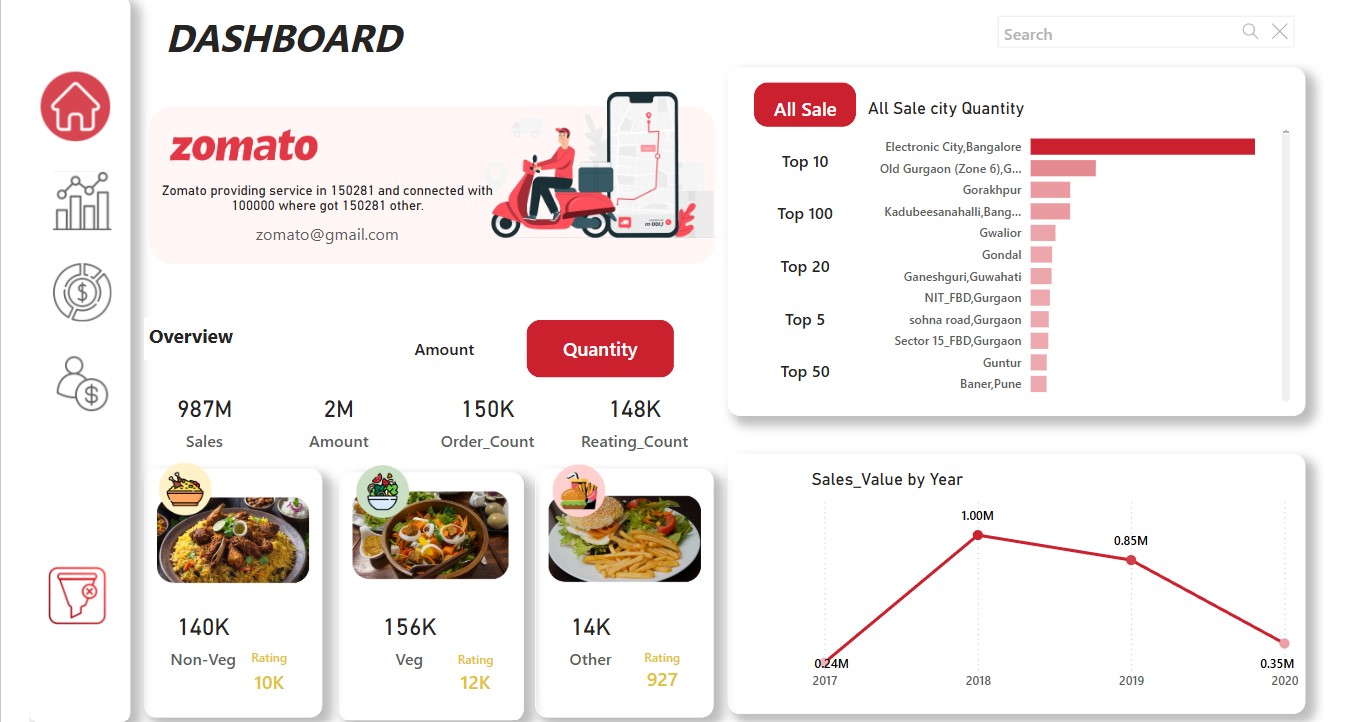 DASHBOARD
Search
zomato
Zomato providing service in 150281 and connected with
100000 where got 150281 other.
zomato@gmail.com
Overview
Amount
Quantity
987M
Sales
2M
Amount
150K
Order_Count
148K
Reating_Count
140K
Non-Veg
Rating
10K
156K
Veg
Rating
12K
14K
Other
Rating
927
All Sale
All Sale city Quantity
Top 10
Top 100
Top 20
Top 5
Top 50
Electronic City,Bangalore
Old Gurgaon (Zone 6),G...
Gorakhpur
Kadubeesanahalli,Bang...
Gwalior
Gondal
Ganeshguri,Guwahati
NIT_FBD,Gurgaon
sohna road,Gurgaon
Sector 15_FBD,Gurgaon
Guntur
Baner,Pune
Sales_Value by Year
1.00M
0.85M
0.24M
0.35M
2017
2018
2019
2020